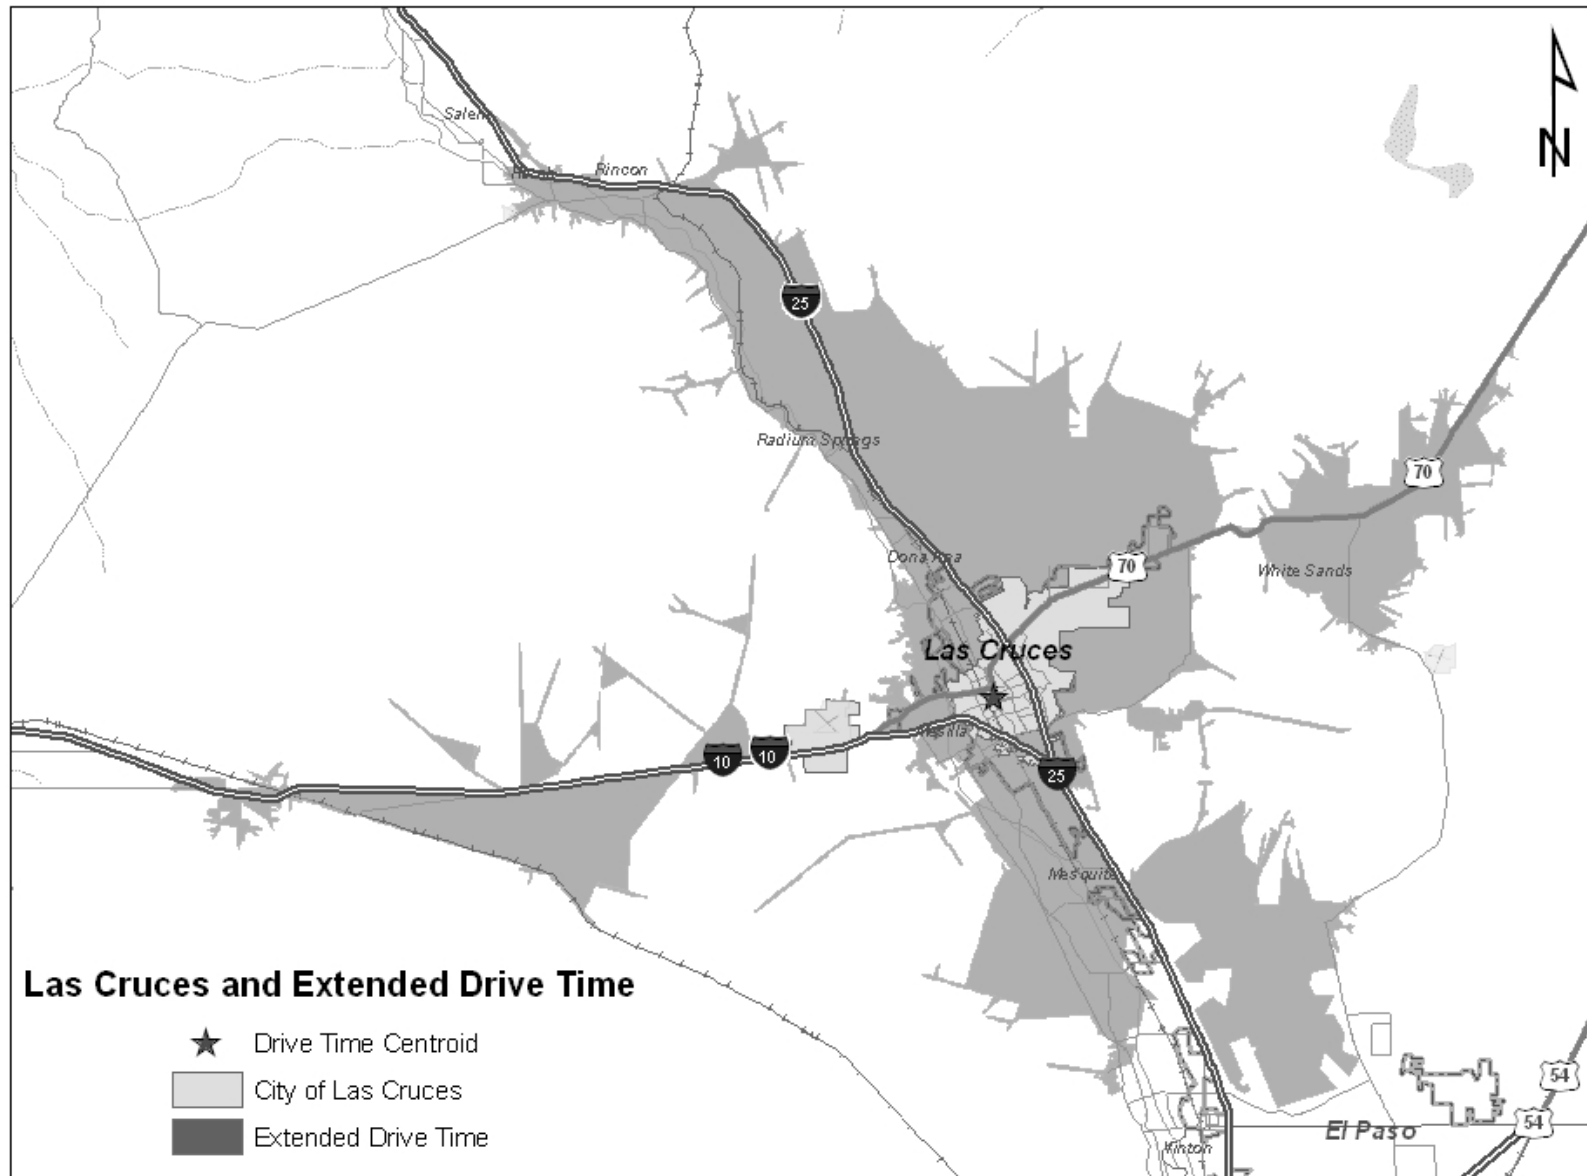 Salem
Rincon
N
25
70
Radium Springs
Dona Ana
70
White Sands
Las Cruces
Mesilla
10
10
25
Mesquite
Las Cruces and Extended Drive Time
Drive Time Centroid
City of Las Cruces
Extended Drive Time
54
54
El Paso
Vinton